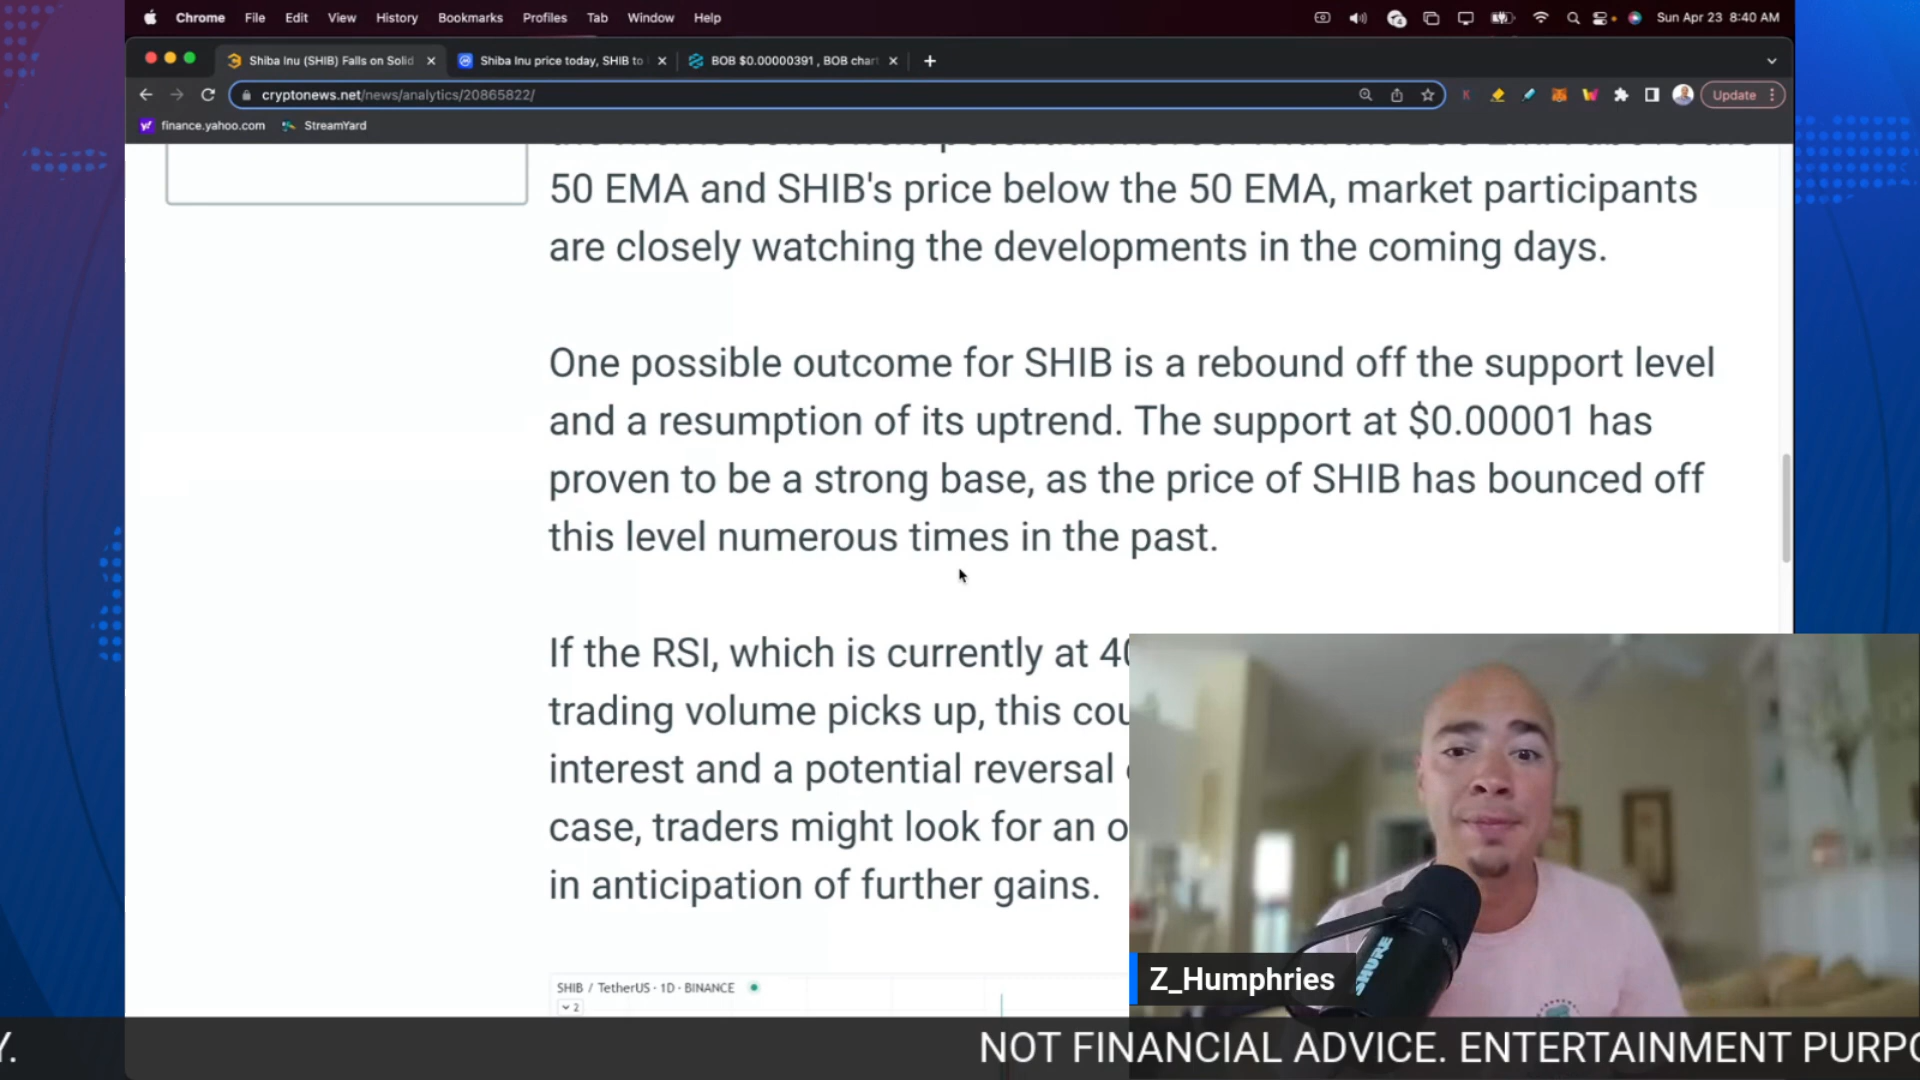 Chrome File Edit View History Bookmarks Profiles Tab Window Help
Sun Apr 23 8:40 AM
Shiba Inu (SHIB) Falls on Solid
Shiba Inu price today, SHIB to
BOB $0.00000391 , BOB chart
cryptonews.net/news/analytics/20865822/
Update
finance.yahoo.com
StreamYard
50 EMA and SHIB's price below the 50 EMA, market participants
are closely watching the developments in the coming days.
One possible outcome for SHIB is a rebound off the support level
and a resumption of its uptrend. The support at $0.00001 has
proven to be a strong base, as the price of SHIB has bounced off
this level numerous times in the past.
If the RSI, which is currently at
trading volume picks up, this
interest and a potential reversal
case, traders might look for an
in anticipation of further gains.
SHIB / TetherUS · 1D · BINANCE
2
Z_Humphries
SHURE
NOT FINANCIAL ADVICE. ENTERTAINMENT